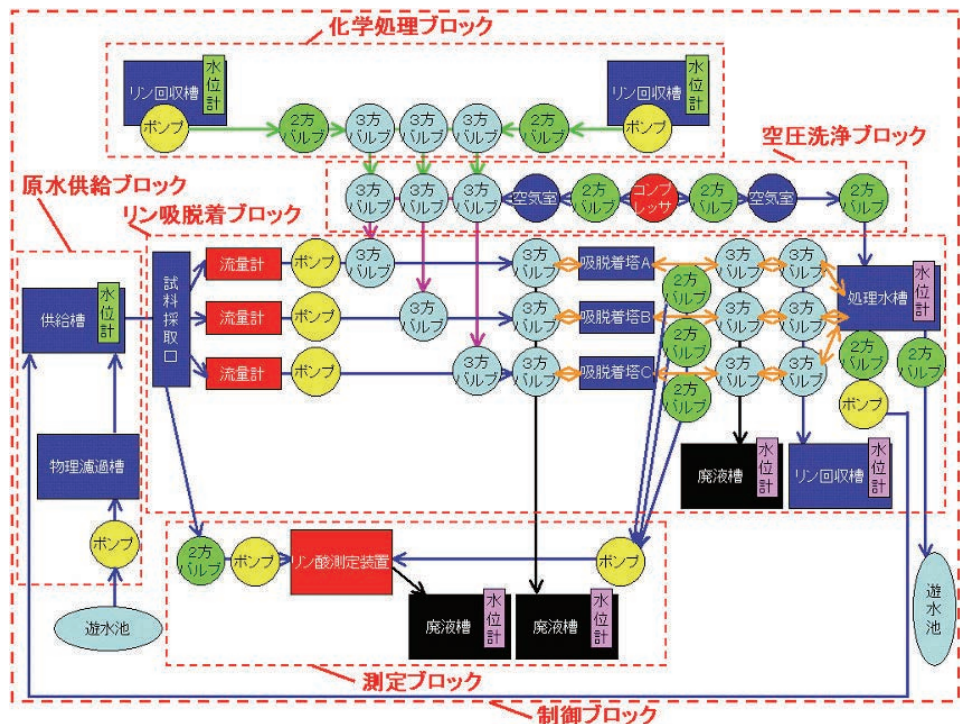 化学処理ブロック
リン回収槽
水位計
ポンプ
2方バルブ
3方バルブ
3方バルブ
3方バルブ
2方バルブ
リン回収槽
水位計
ポンプ
空圧洗浄ブロック
3方バルブ
3方バルブ
3方バルブ
空気室
2方バルブ
コンプレッサ
2方バルブ
空気室
2方バルブ
原水供給ブロック
リン吸脱着ブロック
供給槽
水位計
試料採取口
流量計
ポンプ
3方バルブ
3方バルブ
吸脱着塔A
2方バルブ
3方バルブ
3方バルブ
処理水槽
水位計
流量計
ポンプ
3方バルブ
3方バルブ
吸脱着塔B
2方バルブ
3方バルブ
3方バルブ
2方バルブ
2方バルブ
流量計
ポンプ
3方バルブ
3方バルブ
吸脱着塔C
2方バルブ
3方バルブ
3方バルブ
ポンプ
物理濾過槽
廃液槽
水位計
リン回収槽
水位計
ポンプ
2方バルブ
ポンプ
リン酸測定装置
ポンプ
遊水池
廃液槽
水位計
廃液槽
水位計
遊水池
測定ブロック
制御ブロック